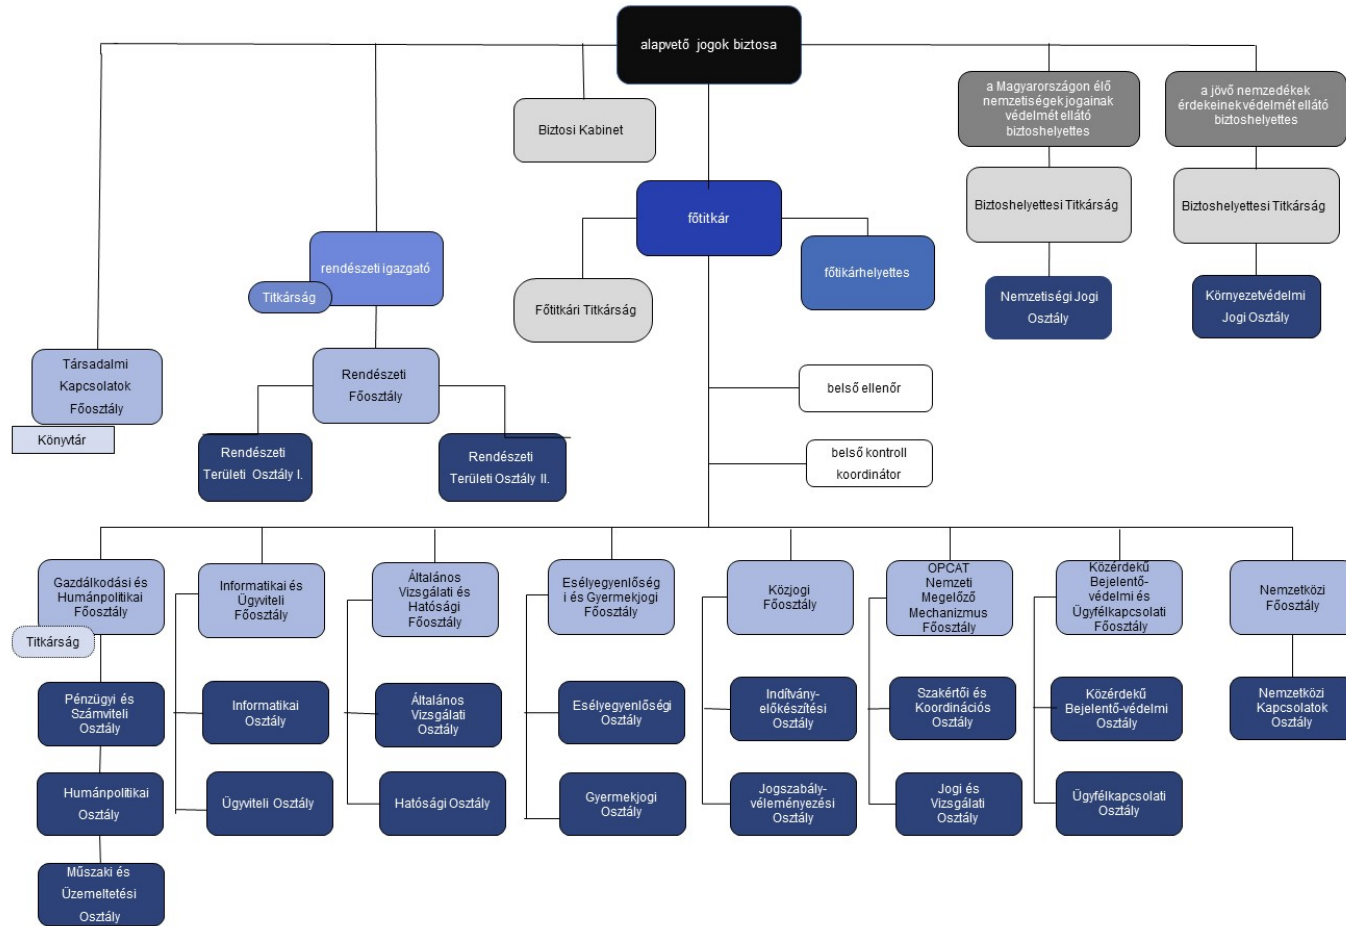 alapvető jogok biztosa
a Magyarországon élő
nemzetiségek jogainak
védelmét ellátó
biztoshelyettes
a jövő nemzedékek
érdekeinek védelmét ellátó
biztoshelyettes
Biztosi Kabinet
Biztoshelyettesi Titkárság
Biztoshelyettesi Titkárság
főtitkár
rendészeti igazgató
Titkárság
főtikárhelyettes
Főtitkári Titkárság
Nemzetiségi Jogi
Osztály
Környezetvédelmi
Jogi Osztály
Társadalmi
Kapcsolatok
Főosztály
Könyvtár
Rendészeti
Főosztály
belső ellenőr
Rendészeti
Területi Osztály I.
Rendészeti
Területi Osztály II.
belső kontroll
koordinátor
Gazdálkodási és
Humánpolitikai
Főosztály
Titkárság
Informatikai és
Ügyviteli
Főosztály
Általános
Vizsgálati és
Hatósági
Főosztály
Esélyegyenlőség
i és Gyermekjogi
Főosztály
Közjogi
Főosztály
OPCAT
Nemzeti
Megelőző
Mechanizmus
Főosztály
Közérdekű
Bejelentő-
védelmi és
Ügyfélkapcsolati
Főosztály
Nemzetközi
Főosztály
Pénzügyi és
Számviteli
Osztály
Informatikai
Osztály
Általános
Vizsgálati
Osztály
Esélyegyenlőségi
Osztály
Indítvány-
előkészítési
Osztály
Szakértői és
Koordinációs
Osztály
Közérdekű
Bejelentő-védelmi
Osztály
Nemzetközi
Kapcsolatok
Osztály
Humánpolitikai
Osztály
Ügyviteli Osztály
Hatósági Osztály
Gyermekjogi
Osztály
Jogszabály-
véleményezési
Osztály
Jogi és
Vizsgálati
Osztály
Ügyfélkapcsolati
Osztály
Műszaki és
Üzemeltetési
Osztály